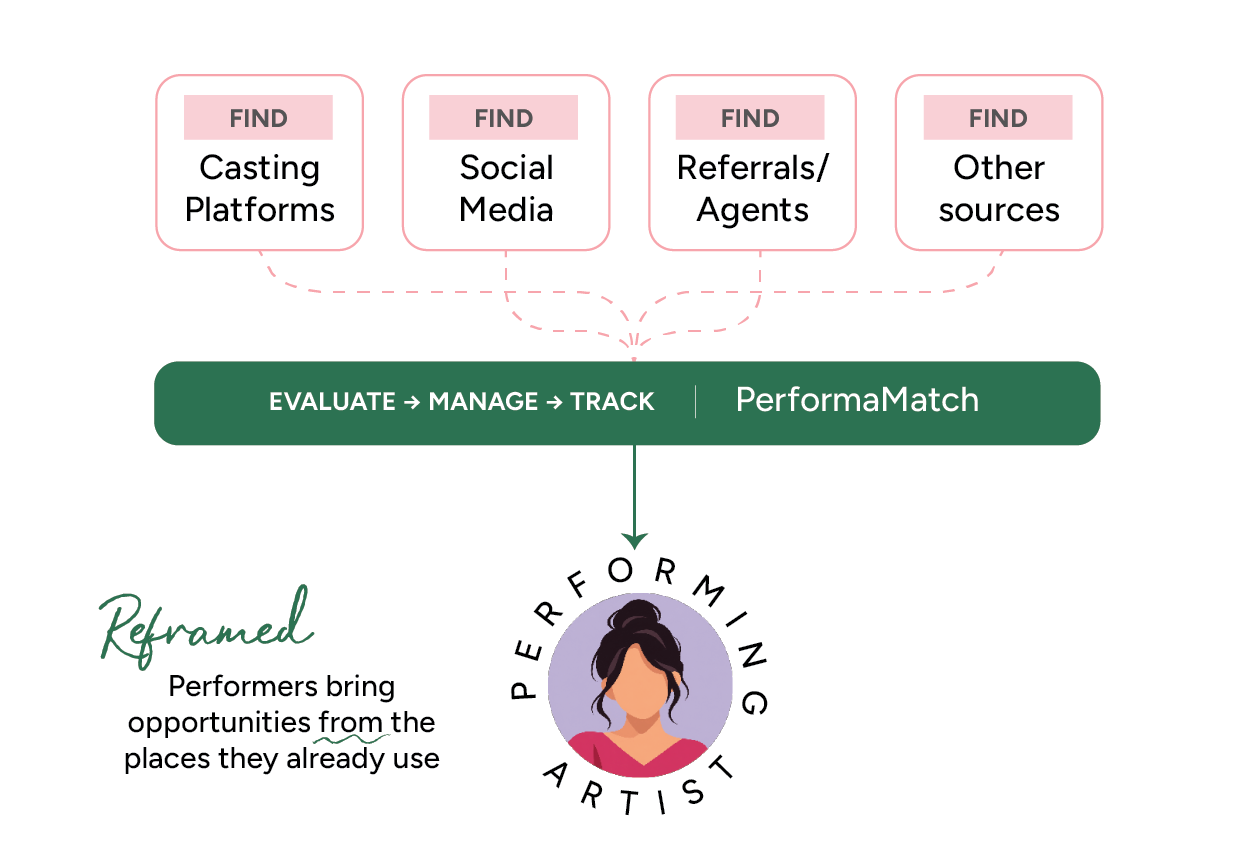 FIND
Casting
Platforms
FIND
Social
Media
FIND
Referrals/
Agents
FIND
Other
sources
EVALUATE → MANAGE → TRACK
PerformaMatch
PERFORMING
ARTIST
Reframed
Performers bring
opportunities from the
places they already use